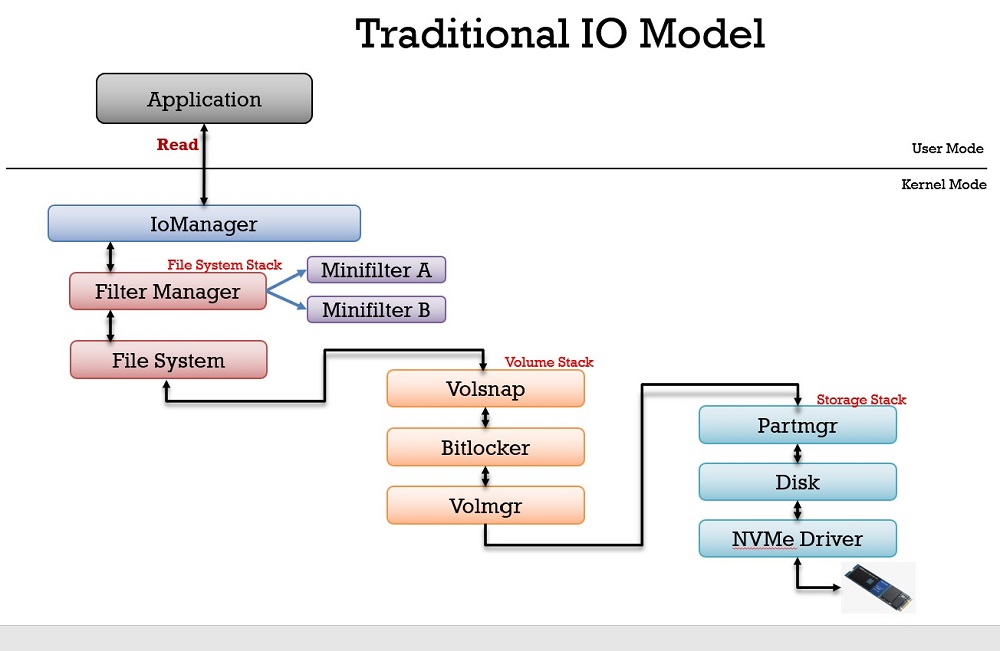 Traditional IO Model
Application
Read
User Mode
Kernel Mode
IoManager
File System Stack
Filter Manager
Minifilter A
Minifilter B
File System
Volume Stack
Volsnap
Bitlocker
Volmgr
Storage Stack
Partmgr
Disk
NVMe Driver